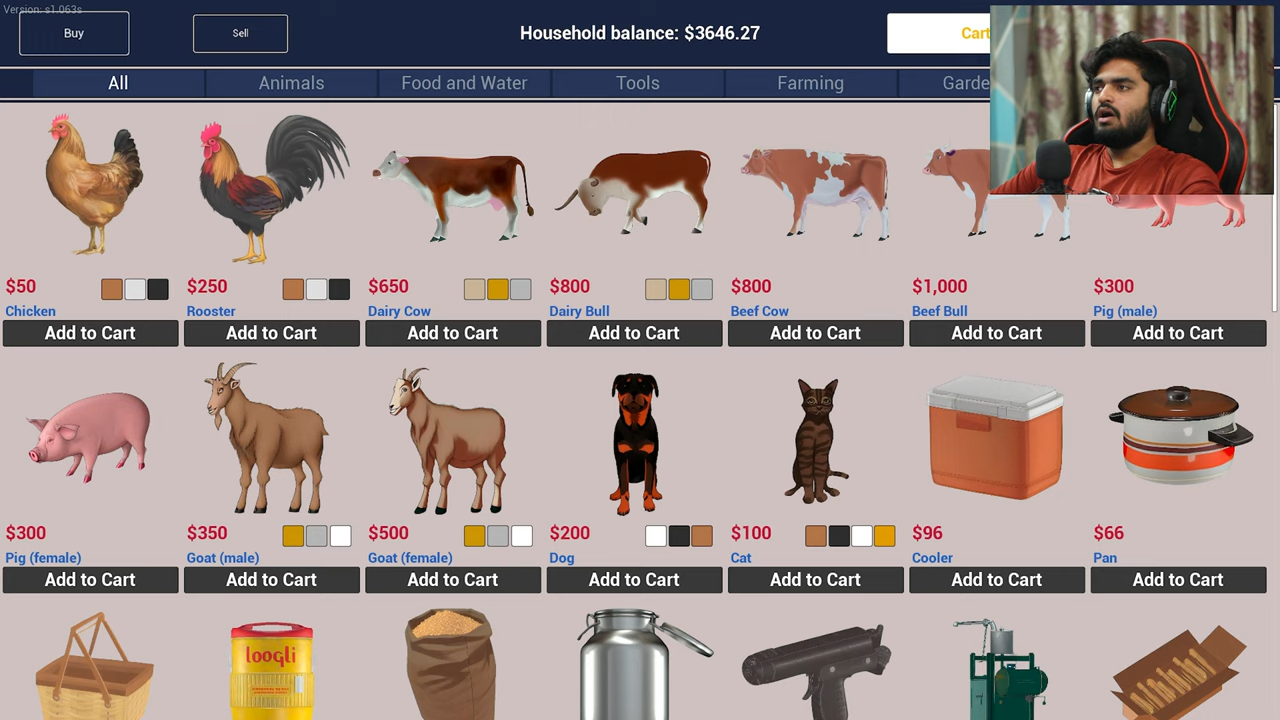 Version: s1.063s
Buy
Sell
Household balance: $3646.27
Cart
All
Animals
Food and Water
Tools
Farming
Garde
$50
$250
$650
$800
$800
$1,000
$300
Chicken
Rooster
Dairy Cow
Dairy Bull
Beef Cow
Beef Bull
Pig (male)
Add to Cart
Add to Cart
Add to Cart
Add to Cart
Add to Cart
Add to Cart
Add to Cart
$300
$350
$500
$200
$100
$96
$66
Pig (female)
Goat (male)
Goat (female)
Dog
Cat
Cooler
Pan
Add to Cart
Add to Cart
Add to Cart
Add to Cart
Add to Cart
Add to Cart
Add to Cart
loogli